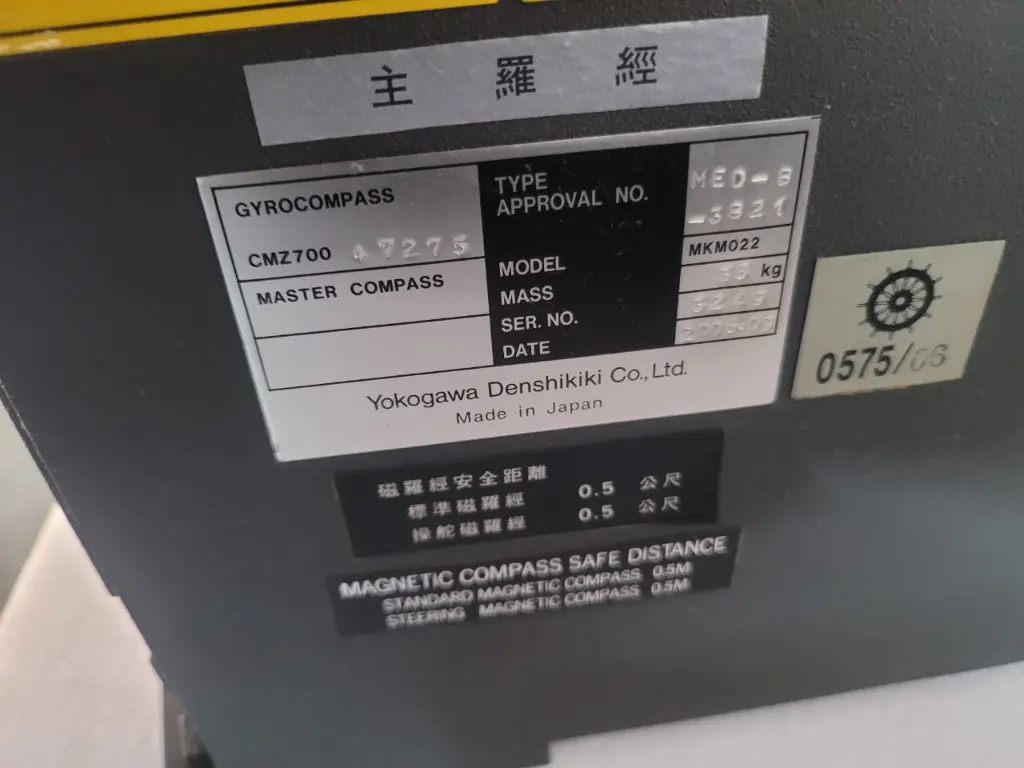 主羅經
GYROCOMPASS
CMZ700 47275
MASTER COMPASS
TYPE
APPROVAL NO. MED-B
-3821
MODEL MKM022
MASS kg
SER. NO.
DATE
Yokogawa Denshikiki Co., Ltd.
Made in Japan
0575/06
磁羅經安全距離
標準磁羅經 0.5 公尺
操舵磁羅經 0.5 公尺
MAGNETIC COMPASS SAFE DISTANCE
STANDARD MAGNETIC COMPASS 0.5M
STEERING MAGNETIC COMPASS 0.5M